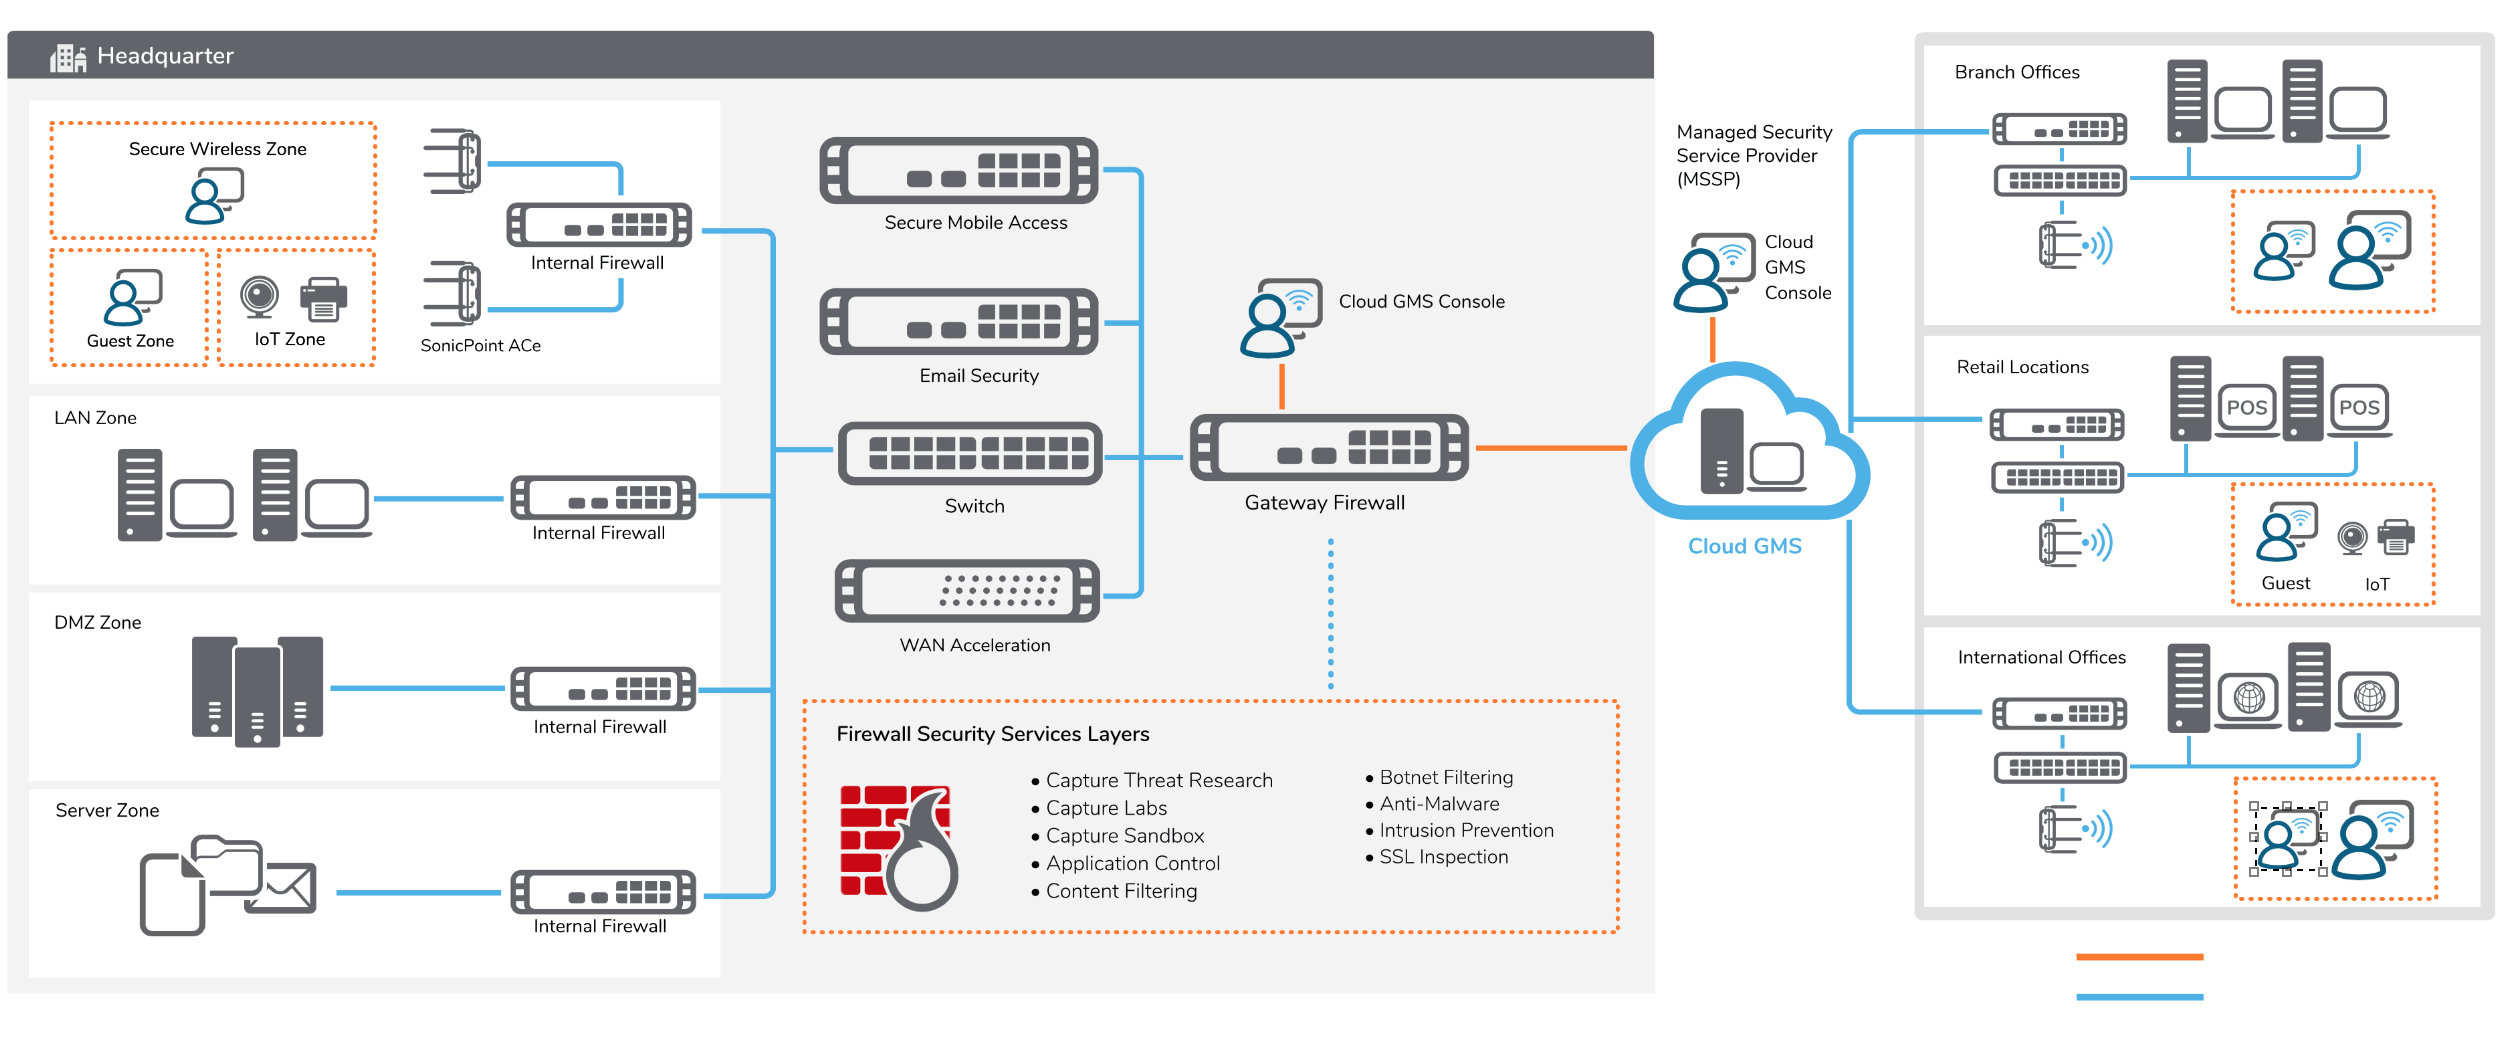 Headquarter
Secure Wireless Zone
Guest Zone
IoT Zone
SonicPoint ACe
Internal Firewall
LAN Zone
Internal Firewall
DMZ Zone
Internal Firewall
Server Zone
Internal Firewall
Secure Mobile Access
Email Security
Switch
WAN Acceleration
Cloud GMS Console
Gateway Firewall
Firewall Security Services Layers
• Capture Threat Research
• Capture Labs
• Capture Sandbox
• Application Control
• Content Filtering
• Botnet Filtering
• Anti-Malware
• Intrusion Prevention
• SSL Inspection
Managed Security
Service Provider
(MSSP)
Cloud
GMS
Console
Cloud GMS
Branch Offices
Retail Locations
POS
POS
Guest
IoT
International Offices